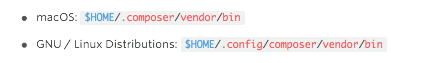 • macOS: $HOME/.composer/vendor/bin
• GNU / Linux Distributions: $HOME/.config/composer/vendor/bin